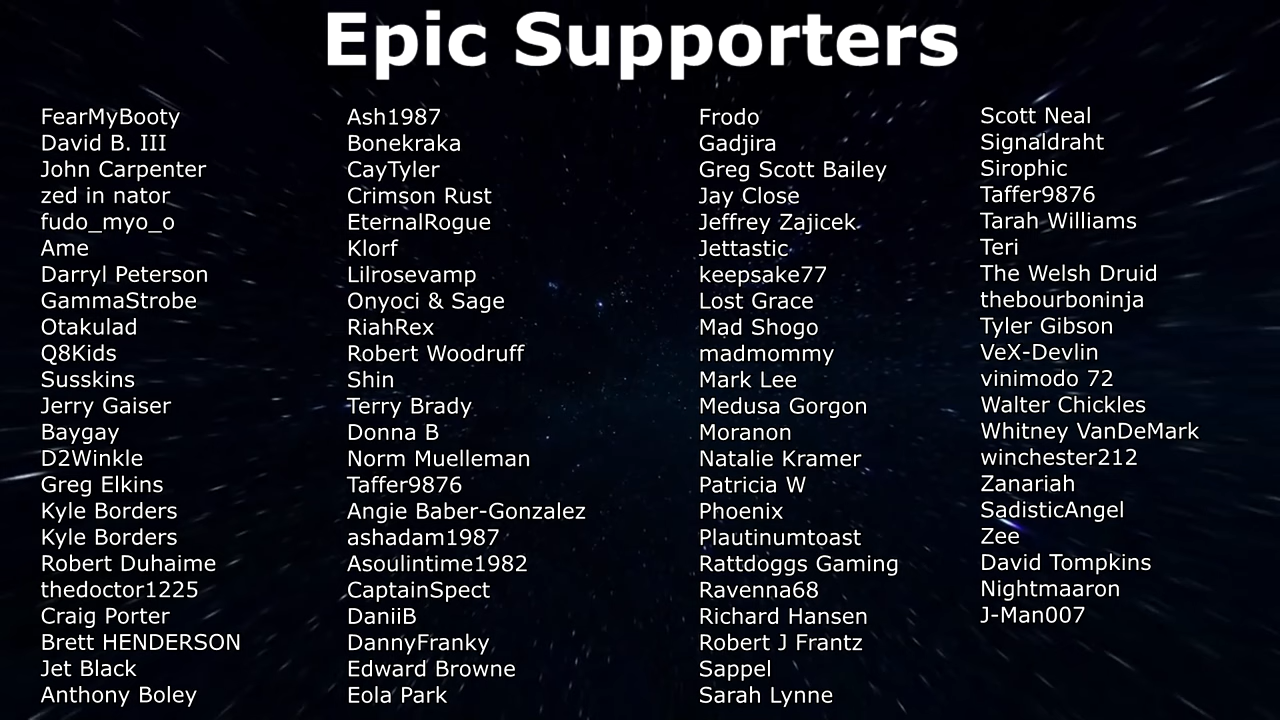 Epic Supporters
FearMyBooty
David B. III
John Carpenter
zed in nator
fudo_myo_o
Ame
Darryl Peterson
GammaStrobe
Otakulad
Q8Kids
Susskins
Jerry Gaiser
Baygay
D2Winkle
Greg Elkins
Kyle Borders
Kyle Borders
Robert Duhaime
thedoctor1225
Craig Porter
Brett HENDERSON
Jet Black
Anthony Boley
Ash1987
Bonekraka
CayTyler
Crimson Rust
EternalRogue
Klorf
Lilrosevamp
Onyoci & Sage
RiahRex
Robert Woodruff
Shin
Terry Brady
Donna B
Norm Muelleman
Taffer9876
Angie Baber-Gonzalez
ashadam1987
Asoulintime1982
CaptainSpect
DaniiB
DannyFranky
Edward Browne
Eola Park
Frodo
Gadjira
Greg Scott Bailey
Jay Close
Jeffrey Zajicek
Jettastic
keepsake77
Lost Grace
Mad Shogo
madmommy
Mark Lee
Medusa Gorgon
Moranon
Natalie Kramer
Patricia W
Phoenix
Plautinumtoast
Rattdoggs Gaming
Ravenna68
Richard Hansen
Robert J Frantz
Sappel
Sarah Lynne
Scott Neal
Signaldraht
Sirophic
Taffer9876
Tarah Williams
Teri
The Welsh Druid
thebourboninja
Tyler Gibson
VeX-Devlin
vinimodo 72
Walter Chickles
Whitney VanDeMark
winchester212
Zanariah
SadisticAngel
Zee
David Tompkins
Nightmaaron
J-Man007